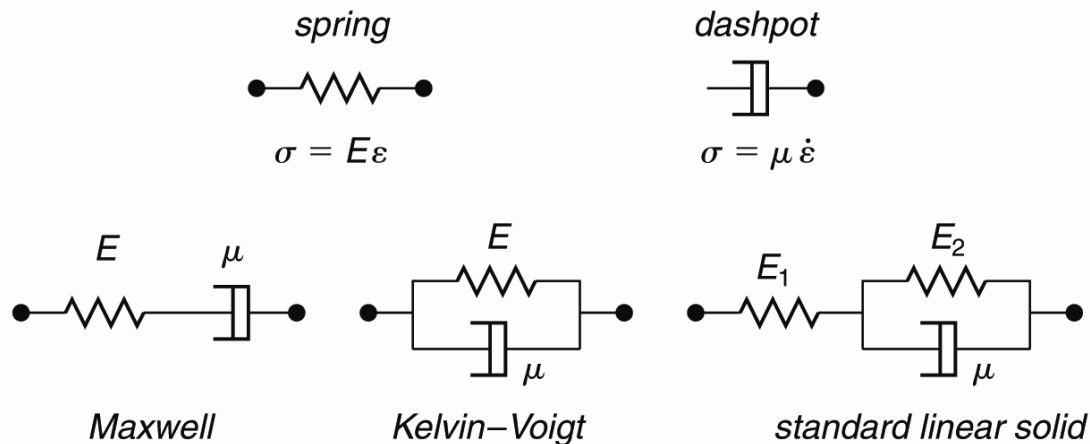 spring
dashpot
σ = Eε
σ = μ ε̇
E
μ
E
μ
E₁
E₂
μ
Maxwell
Kelvin–Voigt
standard linear solid